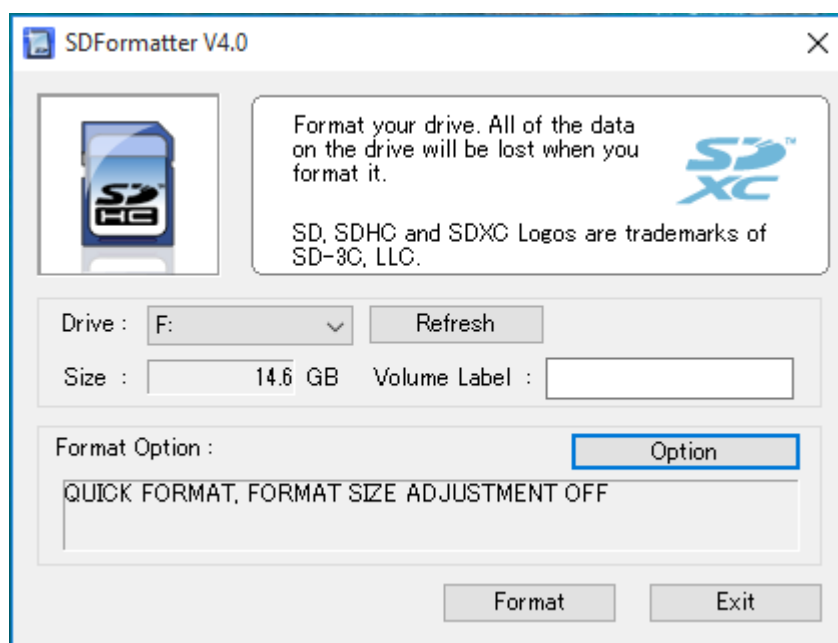 SDFormatter V4.0
SD
HC
Format your drive. All of the data
on the drive will be lost when you
format it.
SD, SDHC and SDXC Logos are trademarks of
SD-3C, LLC.
SD™
XC
Drive : F: Refresh
Size : 14.6 GB Volume Label :
Format Option : Option
QUICK FORMAT, FORMAT SIZE ADJUSTMENT OFF
Format Exit